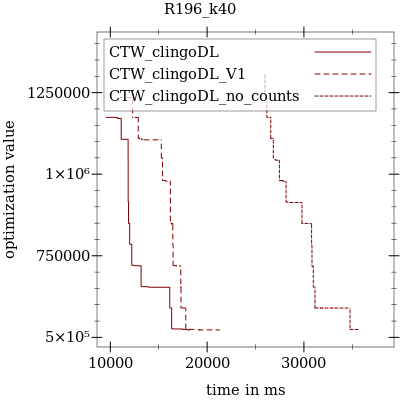 R196_k40
CTW_clingoDL
CTW_clingoDL_V1
CTW_clingoDL_no_counts
optimization value
1250000
1×10⁶
750000
5×10⁵
10000 20000 30000
time in ms